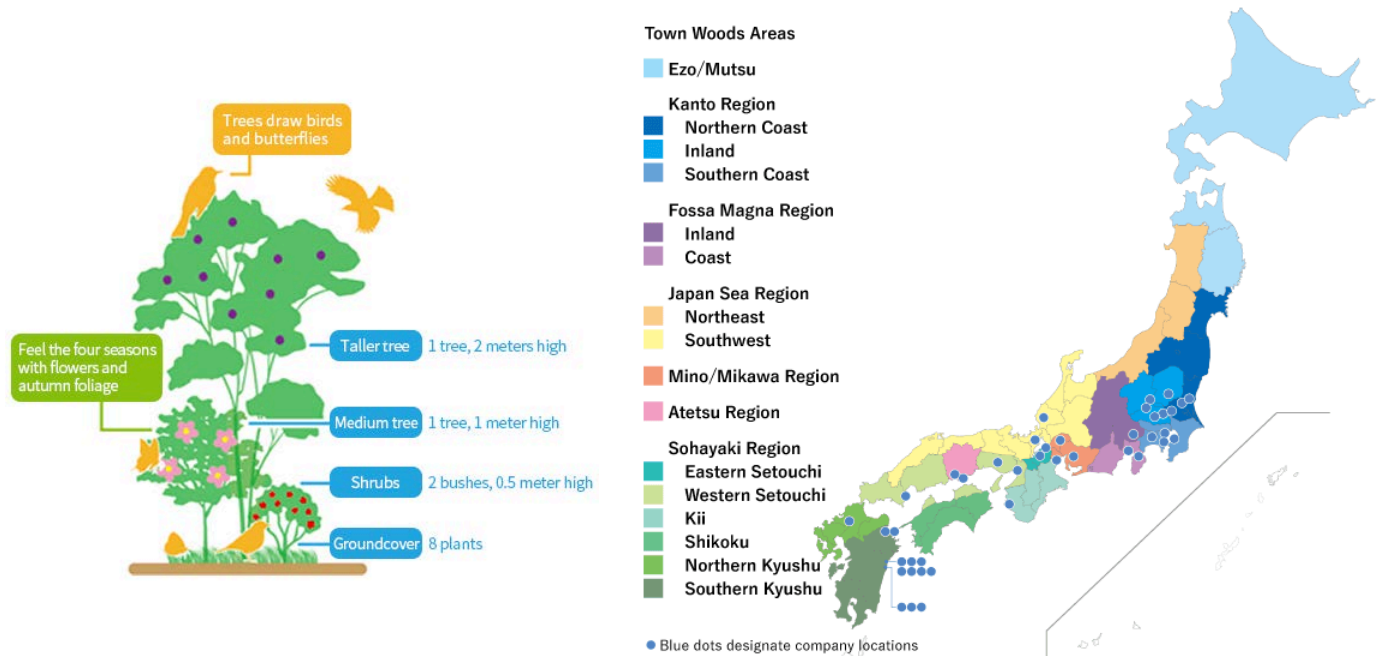 Trees draw birds
and butterflies
Feel the four seasons
with flowers and
autumn foliage
Taller tree 1 tree, 2 meters high
Medium tree 1 tree, 1 meter high
Shrubs 2 bushes, 0.5 meter high
Groundcover 8 plants
Town Woods Areas
Ezo/Mutsu
Kanto Region
Northern Coast
Inland
Southern Coast
Fossa Magna Region
Inland
Coast
Japan Sea Region
Northeast
Southwest
Mino/Mikawa Region
Atetsu Region
Sohayaki Region
Eastern Setouchi
Western Setouchi
Kii
Shikoku
Northern Kyushu
Southern Kyushu
Blue dots designate company locations